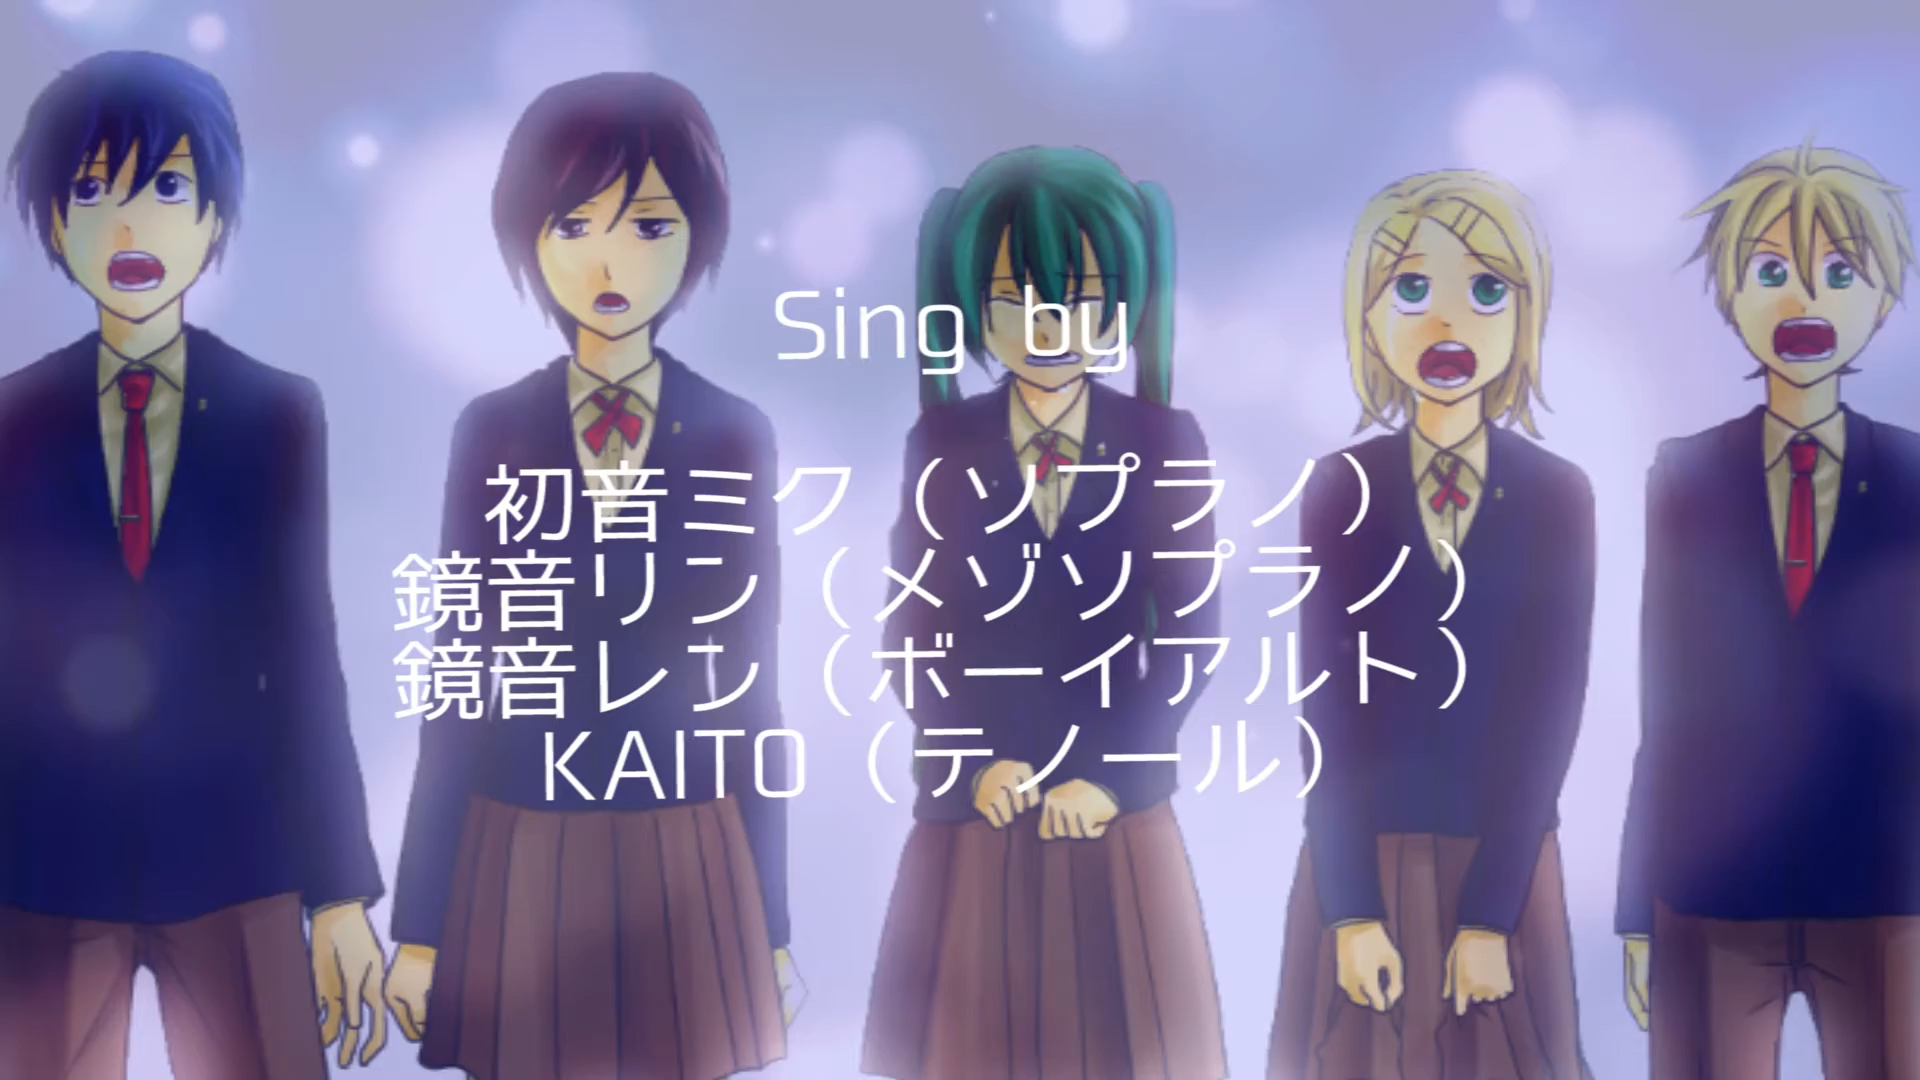 Sing by
初音ミク（ソプラノ）
鏡音リン（メゾソプラノ）
鏡音レン（ボーイアルト）
KAITO（テノール）